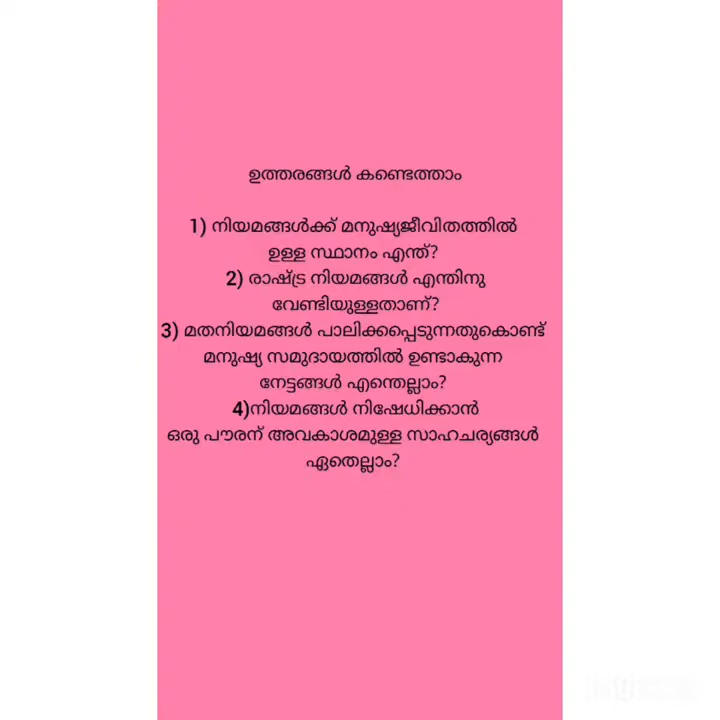 ഉത്തരങ്ങൾ കണ്ടെത്താം
1) നിയമങ്ങൾക്ക് മനുഷ്യജീവിതത്തിൽ
ഉള്ള സ്ഥാനം എന്ത്?
2) രാഷ്ട്ര നിയമങ്ങൾ എന്തിനു
വേണ്ടിയുള്ളതാണ്?
3) മതനിയമങ്ങൾ പാലിക്കപ്പെടുന്നതുകൊണ്ട്
മനുഷ്യ സമുദായത്തിൽ ഉണ്ടാകുന്ന
നേട്ടങ്ങൾ എന്തെല്ലാം?
4)നിയമങ്ങൾ നിഷേധിക്കാൻ
ഒരു പൗരന് അവകാശമുള്ള സാഹചര്യങ്ങൾ
ഏതെല്ലാം?